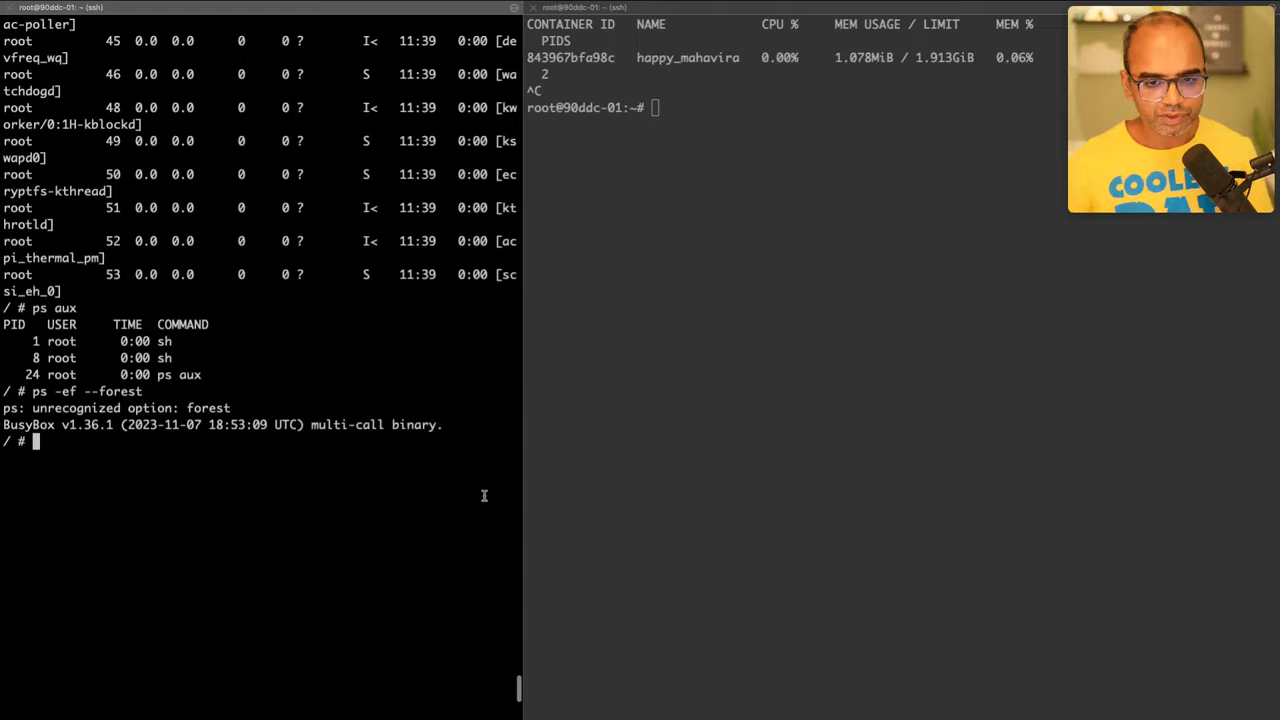 root@90ddc-01: ~ (ssh)
ac-poller]
root 45 0.0 0.0 0 0 ? I< 11:39 0:00 [de
vfreq_wq]
root 46 0.0 0.0 0 0 ? S 11:39 0:00 [wa
tchdogd]
root 48 0.0 0.0 0 0 ? I< 11:39 0:00 [kw
orker/0:1H-kblockd]
root 49 0.0 0.0 0 0 ? S 11:39 0:00 [ks
wapd0]
root 50 0.0 0.0 0 0 ? S 11:39 0:00 [ec
ryptfs-kthread]
root 51 0.0 0.0 0 0 ? I< 11:39 0:00 [kt
hrotld]
root 52 0.0 0.0 0 0 ? I< 11:39 0:00 [ac
pi_thermal_pm]
root 53 0.0 0.0 0 0 ? S 11:39 0:00 [sc
si_eh_0]
/ # ps aux
PID USER TIME COMMAND
1 root 0:00 sh
8 root 0:00 sh
24 root 0:00 ps aux
/ # ps -ef --forest
ps: unrecognized option: forest
BusyBox v1.36.1 (2023-11-07 18:53:09 UTC) multi-call binary.
/ #
root@90ddc-01: ~ (ssh)
CONTAINER ID NAME CPU % MEM USAGE / LIMIT MEM %
PIDS
843967bfa98c happy_mahavira 0.00% 1.078MiB / 1.913GiB 0.06%
2
^C
root@90ddc-01:~#